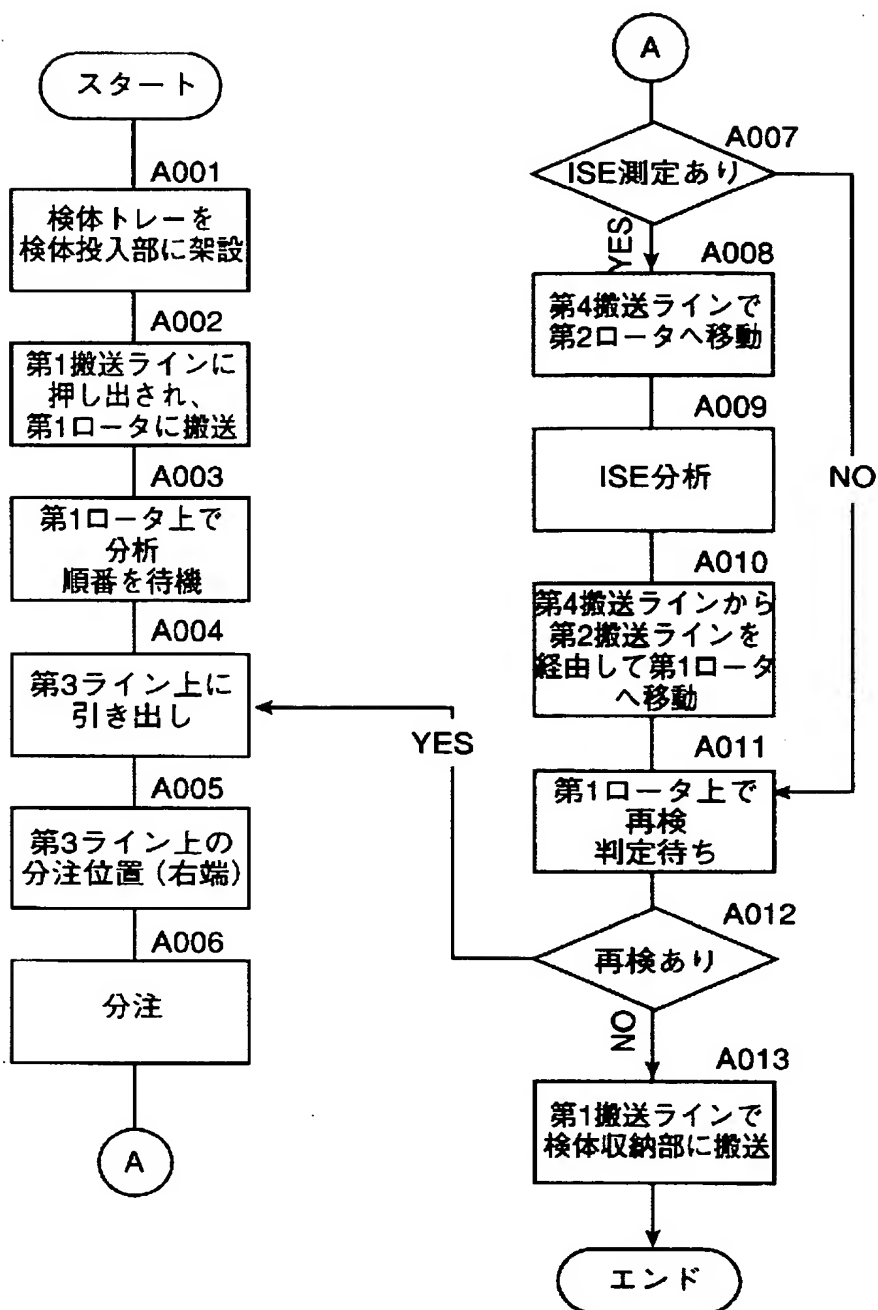 スタート
A001
検体トレーを
検体投入部に架設
A002
第1搬送ラインに
押し出され、
第1ロータに搬送
A003
第1ロータ上で
分析
順番を待機
A004
第3ライン上に
引き出し
A005
第3ライン上の
分注位置(右端)
A006
分注
A
A
A007
ISE測定あり
YES
NO
A008
第4搬送ラインで
第2ロータへ移動
A009
ISE分析
A010
第4搬送ラインから
第2搬送ラインを
経由して第1ロータ
へ移動
A011
第1ロータ上で
再検
判定待ち
A012
再検あり
YES
NO
A013
第1搬送ラインで
検体収納部に搬送
エンド